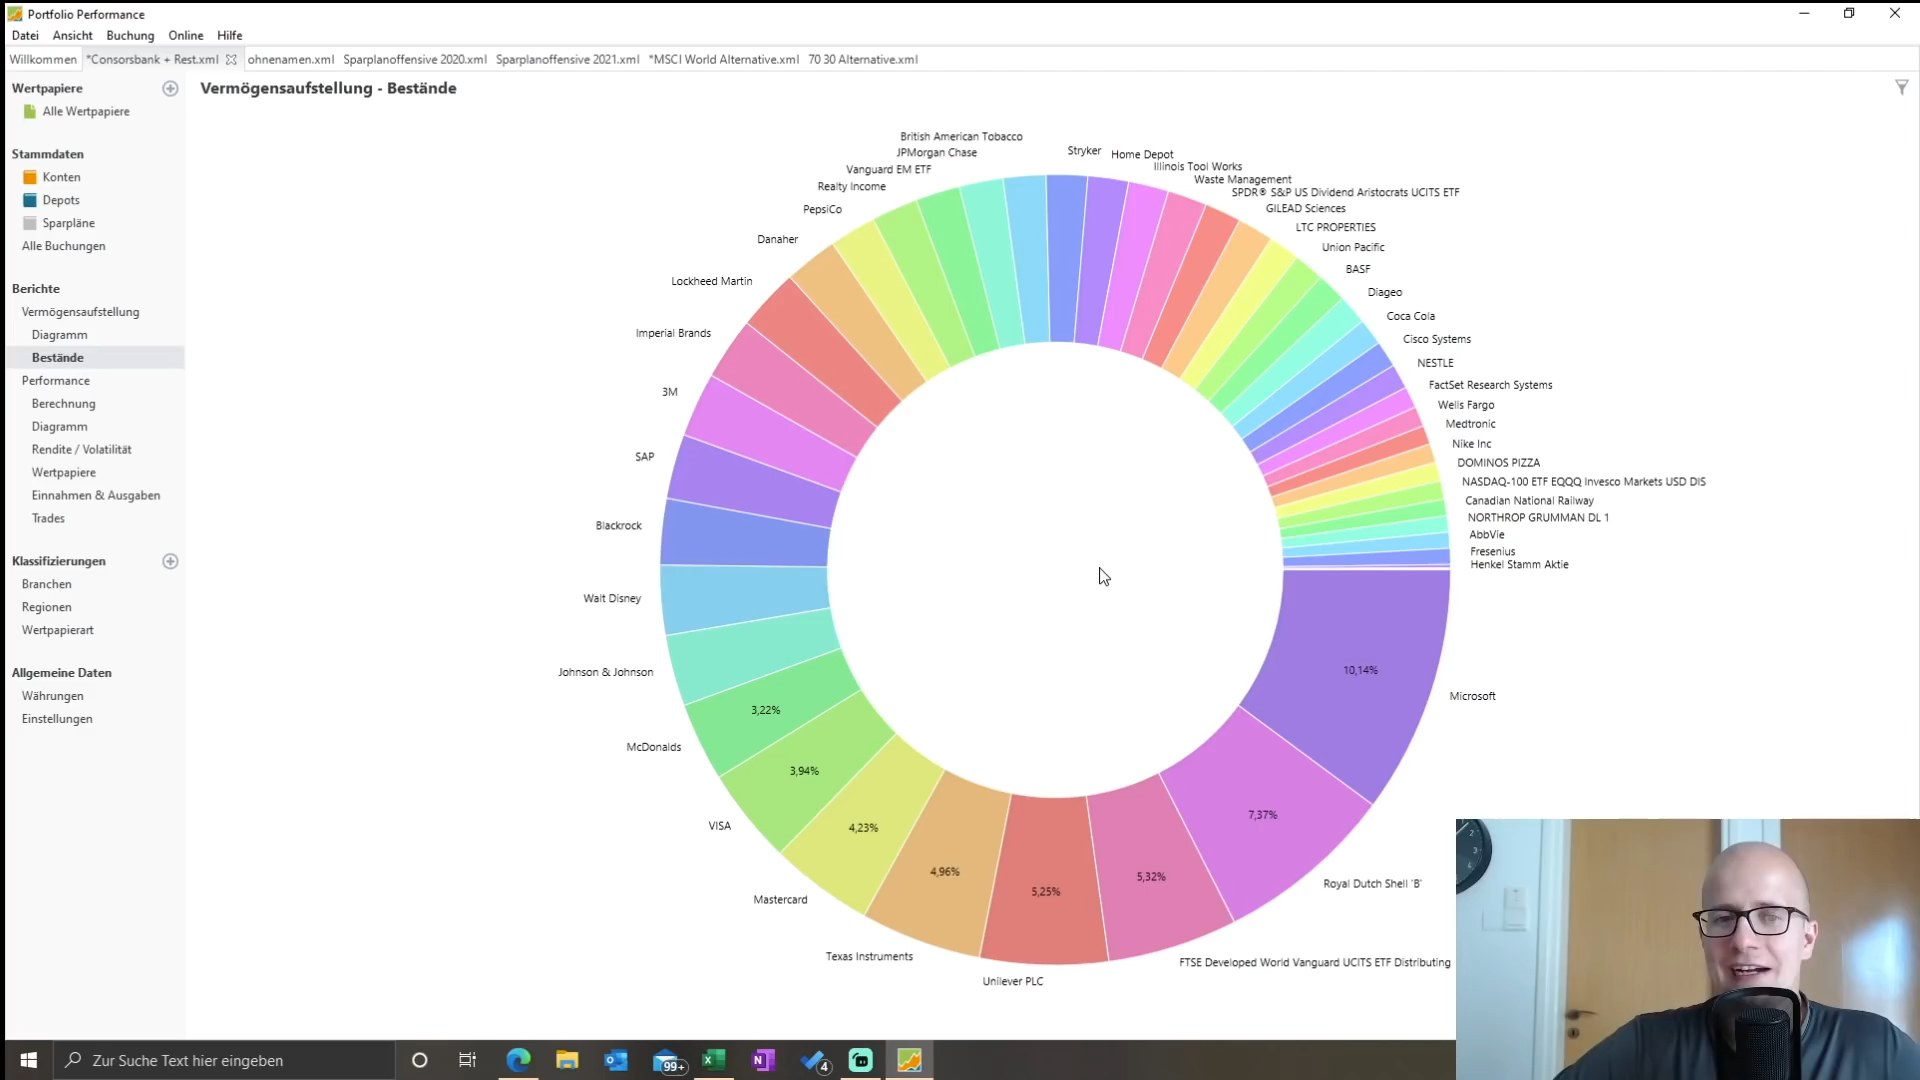 Portfolio Performance
Datei Ansicht Buchung Online Hilfe
Willkommen *Consorsbank + Rest.xml ohnenamen.xml Sparplanoffensive 2020.xml Sparplanoffensive 2021.xml *MSCI World Alternative.xml 70 30 Alternative.xml
Wertpapiere
Alle Wertpapiere
Stammdaten
Konten
Depots
Sparpläne
Alle Buchungen
Berichte
Vermögensaufstellung
Diagramm
Bestände
Performance
Berechnung
Diagramm
Rendite / Volatilität
Wertpapiere
Einnahmen & Ausgaben
Trades
Klassifizierungen
Branchen
Regionen
Wertpapierart
Allgemeine Daten
Währungen
Einstellungen
Vermögensaufstellung - Bestände
British American Tobacco
JPMorgan Chase
Vanguard EM ETF
Realty Income
PepsiCo
Danaher
Lockheed Martin
Imperial Brands
3M
SAP
Blackrock
Walt Disney
Johnson & Johnson
McDonalds
VISA
Mastercard
Texas Instruments
Unilever PLC
FTSE Developed World Vanguard UCITS ETF Distributing
Royal Dutch Shell 'B'
Microsoft
Stryker
Home Depot
Illinois Tool Works
Waste Management
SPDR® S&P US Dividend Aristocrats UCITS ETF
GILEAD Sciences
LTC PROPERTIES
Union Pacific
BASF
Diageo
Coca Cola
Cisco Systems
NESTLE
FactSet Research Systems
Wells Fargo
Medtronic
Nike Inc
DOMINOS PIZZA
NASDAQ-100 ETF EQQQ Invesco Markets USD DIS
Canadian National Railway
NORTHROP GRUMMAN DL 1
AbbVie
Fresenius
Henkel Stamm Aktie
10,14%
7,37%
5,32%
5,25%
4,96%
4,23%
3,94%
3,22%
2
3
4
Zur Suche Text hier eingeben
99+
4